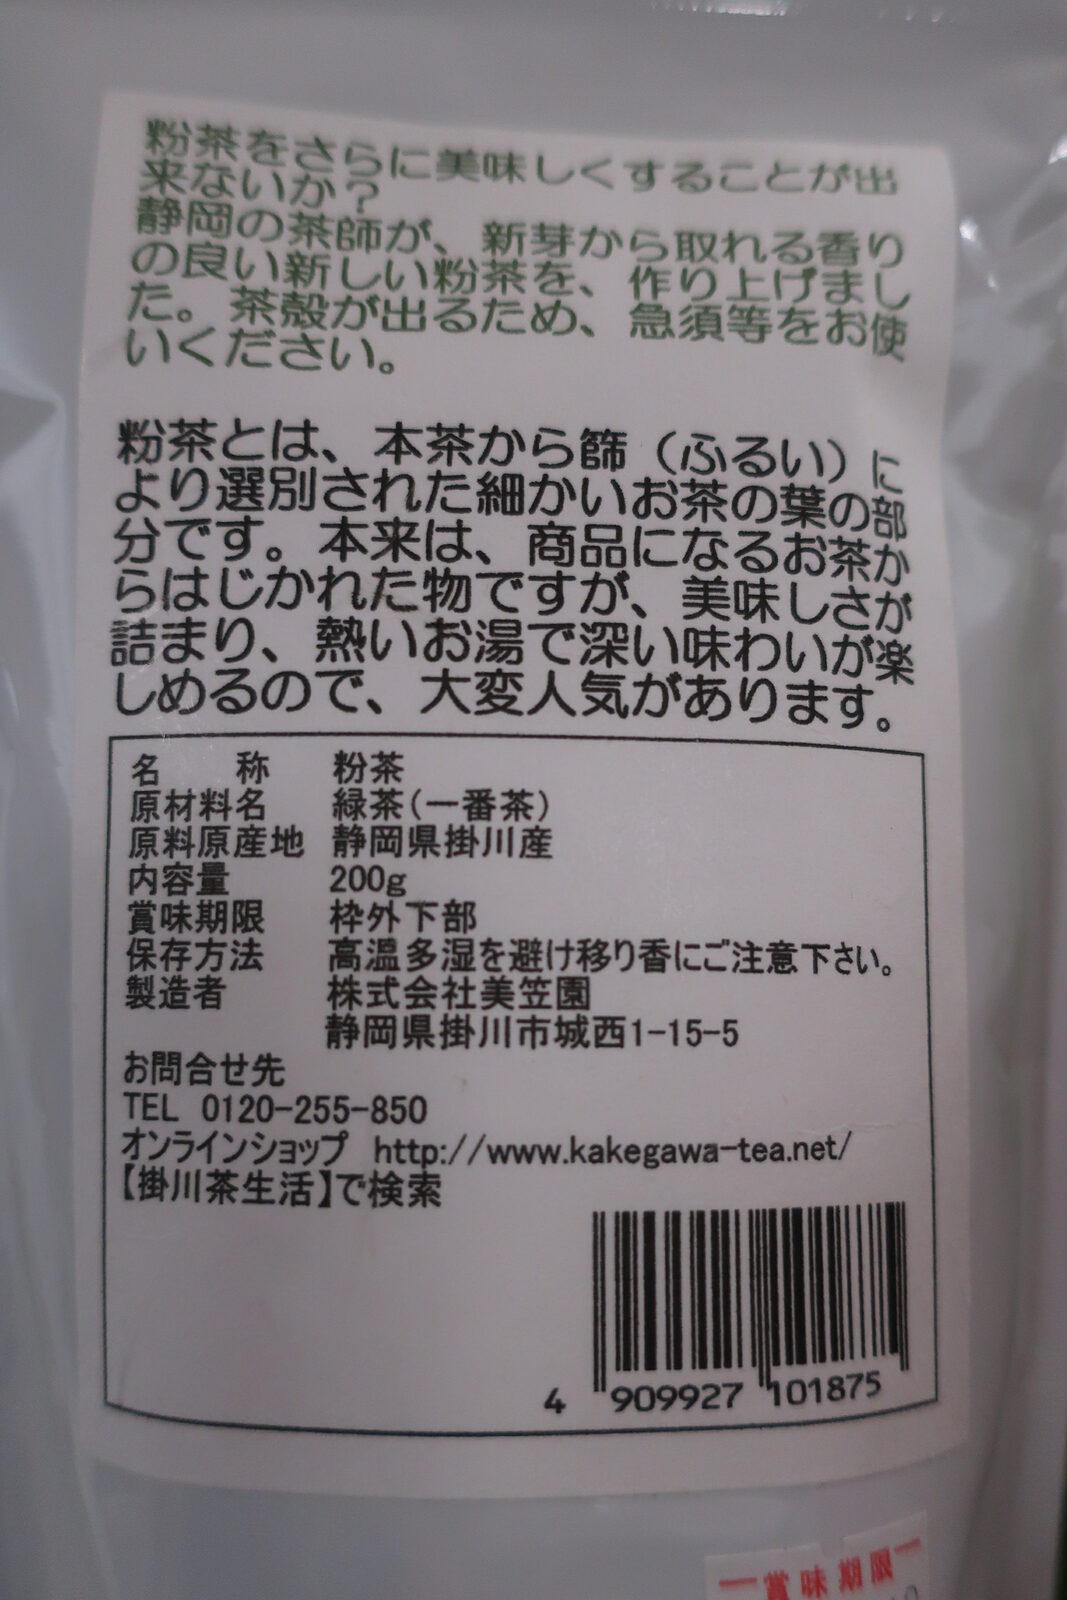 粉茶をさらに美味しくすることが出
来ないか？
静岡の茶師が、新芽から取れる香り
の良い新しい粉茶を、作り上げまし
た。茶殻が出るため、急須等をお使
いください。
粉茶とは、本茶から篩（ふるい）に
より選別された細かいお茶の葉の部
分です。本来は、商品になるお茶か
らはじかれた物ですが、美味しさが
詰まり、熱いお湯で深い味わいが楽
しめるので、大変人気があります。
名　　称　粉茶
原材料名　緑茶(一番茶)
原料原産地　静岡県掛川産
内容量　200g
賞味期限　枠外下部
保存方法　高温多湿を避け移り香にご注意下さい。
製造者　株式会社美笠園
静岡県掛川市城西1-15-5
お問合せ先
TEL 0120-255-850
オンラインショップ http://www.kakegawa-tea.net/
【掛川茶生活】で検索
4 909927 101875
賞味期限